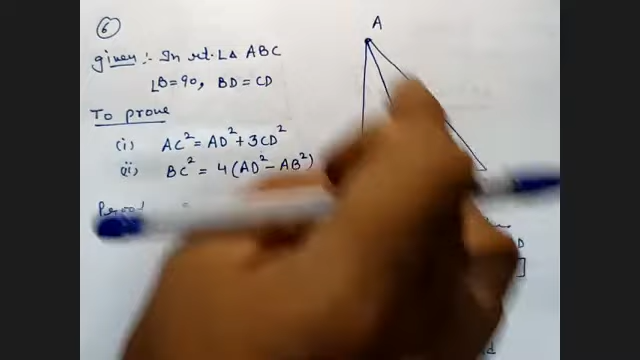 6
A
given :- In rt. L∆ ABC
∠B=90, BD = CD
To prove
(i) AC² = AD² + 3CD²
(ii) BC² = 4(AD² - AB²)
D